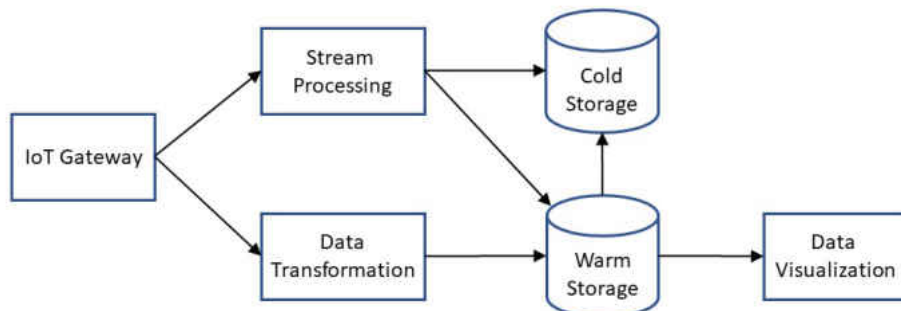 Stream
Processing
Cold
Storage
IoT Gateway
Data
Transformation
Warm
Storage
Data
Visualization